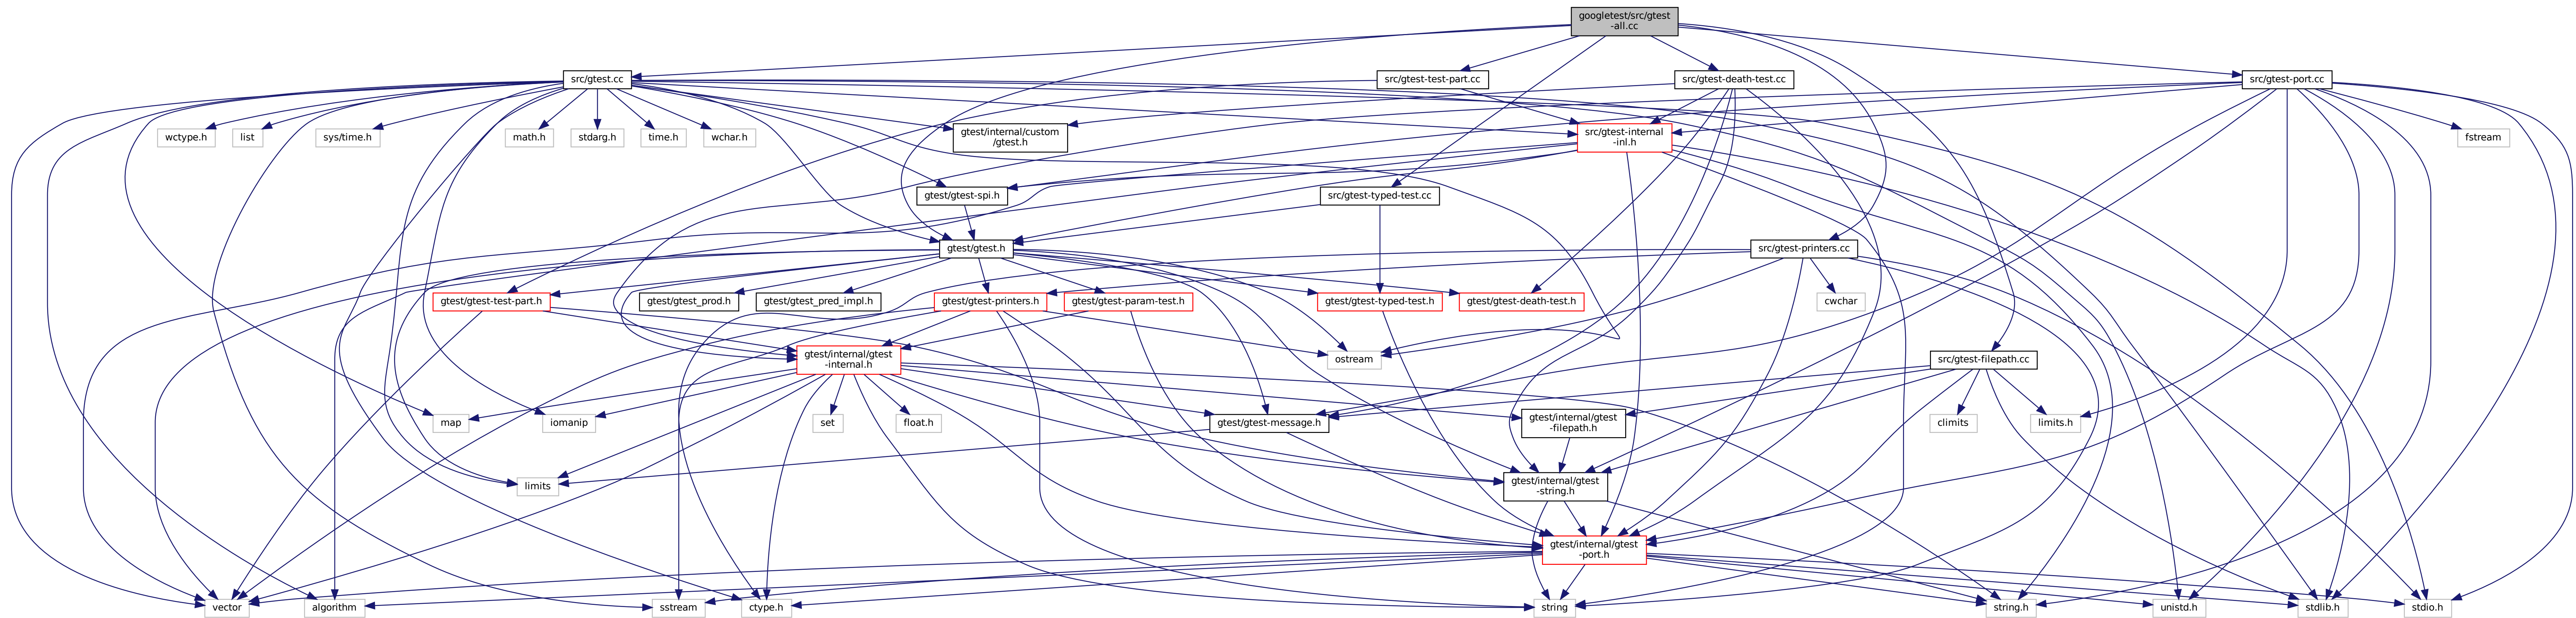 googletest/src/gtest
-all.cc
src/gtest.cc
src/gtest-test-part.cc
src/gtest-death-test.cc
src/gtest-port.cc
wctype.h
list
sys/time.h
math.h
stdarg.h
time.h
wchar.h
gtest/internal/custom
/gtest.h
src/gtest-internal
-inl.h
fstream
gtest/gtest-spi.h
src/gtest-typed-test.cc
gtest/gtest.h
src/gtest-printers.cc
gtest/gtest-test-part.h
gtest/gtest_prod.h
gtest/gtest_pred_impl.h
gtest/gtest-printers.h
gtest/gtest-param-test.h
gtest/gtest-typed-test.h
gtest/gtest-death-test.h
cwchar
gtest/internal/gtest
-internal.h
ostream
src/gtest-filepath.cc
map
iomanip
set
float.h
gtest/gtest-message.h
gtest/internal/gtest
-filepath.h
climits
limits.h
limits
gtest/internal/gtest
-string.h
gtest/internal/gtest
-port.h
vector
algorithm
sstream
ctype.h
string
string.h
unistd.h
stdlib.h
stdio.h